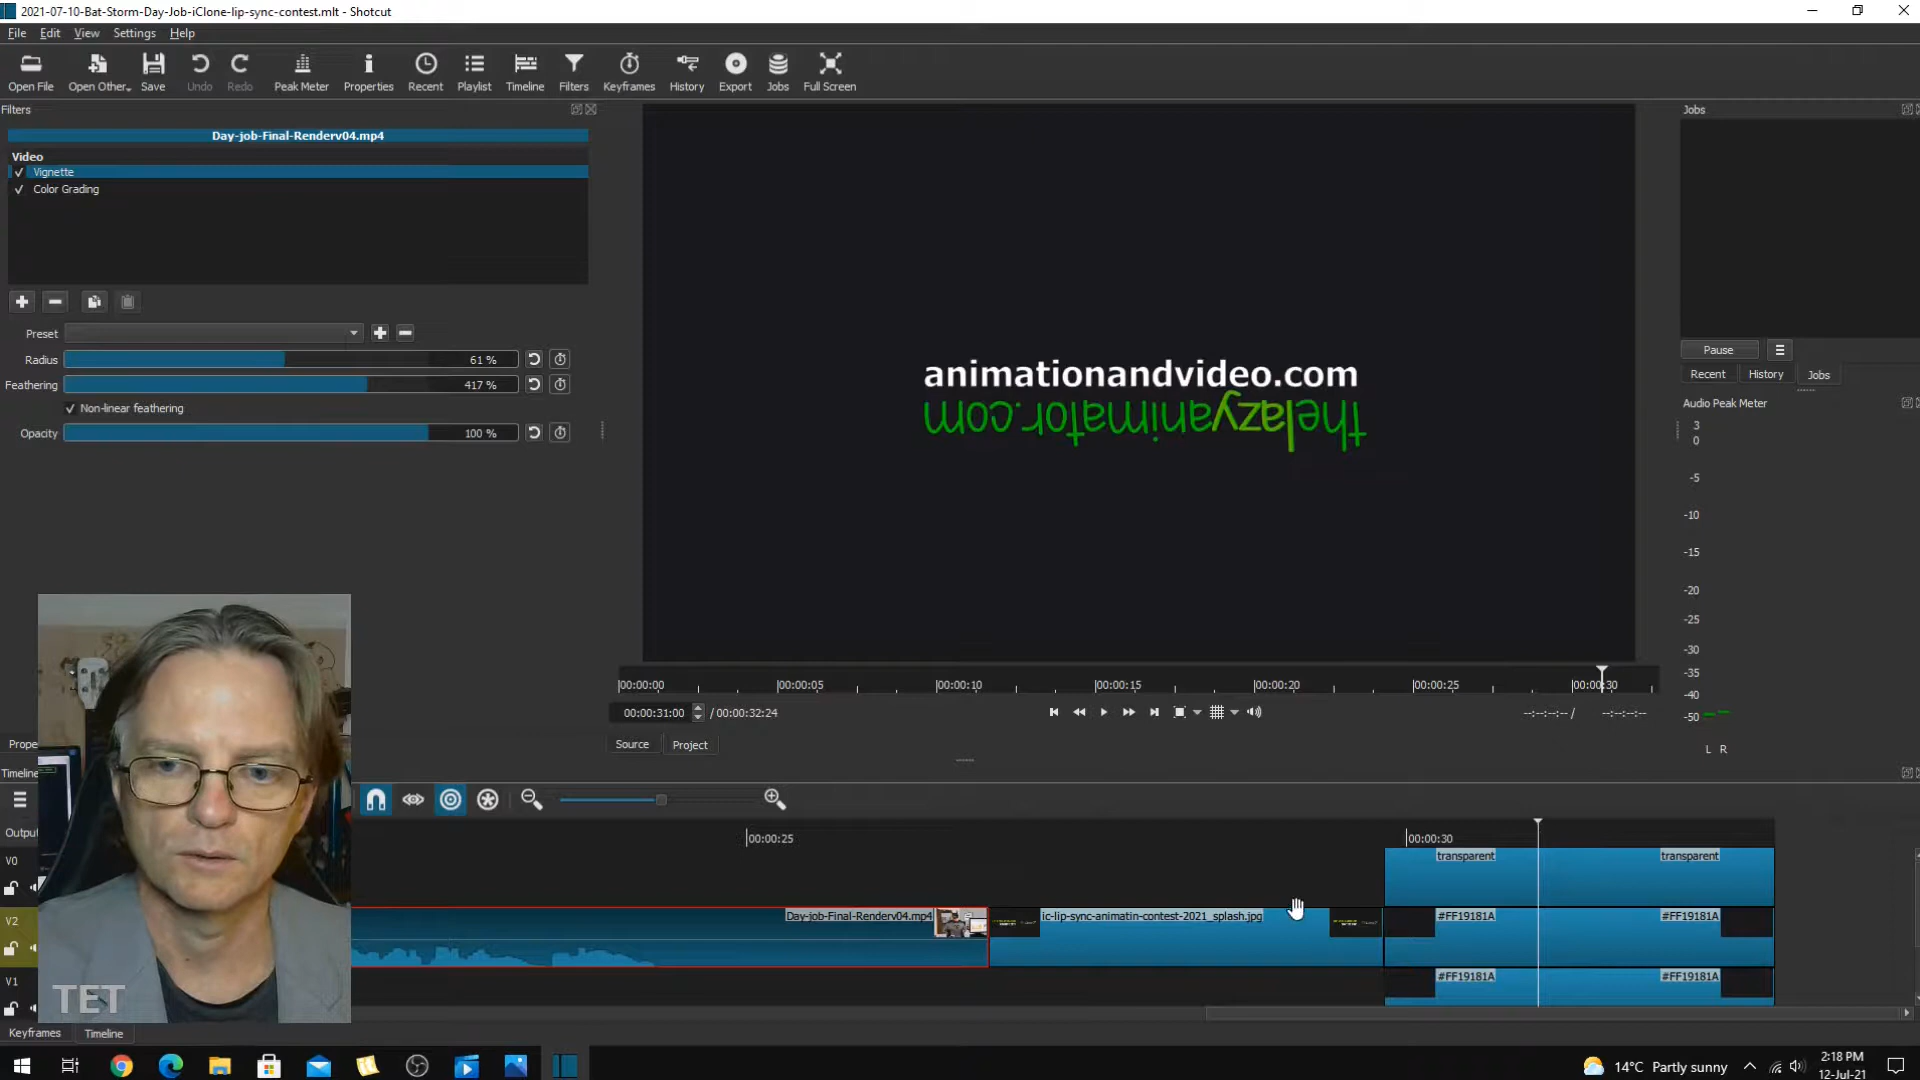 2021-07-10-Bat-Storm-Day-Job-iClone-lip-sync-contest.mlt - Shotcut
File Edit View Settings Help
Open File Open Other.. Save Undo Redo Peak Meter Properties Recent Playlist Timeline Filters Keyframes History Export Jobs Full Screen
Filters
Day-job-Final-Renderv04.mp4
Video
Vignette
Color Grading
Preset
Radius 61 %
Feathering 417 %
Non-linear feathering
Opacity 100 %
animationandvideo.com
thelazyanimator.com
00:00:00 00:00:05 00:00:10 00:00:15 00:00:20 00:00:25 00:00:30
00:00:31:00 / 00:00:32:24 --:--:--:-- / --:--:--:--
Source Project
Jobs
Pause
Recent History Jobs
Audio Peak Meter
3
0
-5
-10
-15
-20
-25
-30
-35
-40
-50
L R
Prope
Timeline
Outpu
00:00:25 00:00:30
V0
transparent transparent
V2
Day-job-Final-Renderv04.mp4 ic-lip-sync-animatin-contest-2021_splash.jpg #FF19181A #FF19181A
V1
#FF19181A #FF19181A
TET
Keyframes Timeline
14°C Partly sunny
2:18 PM
12-Jul-21